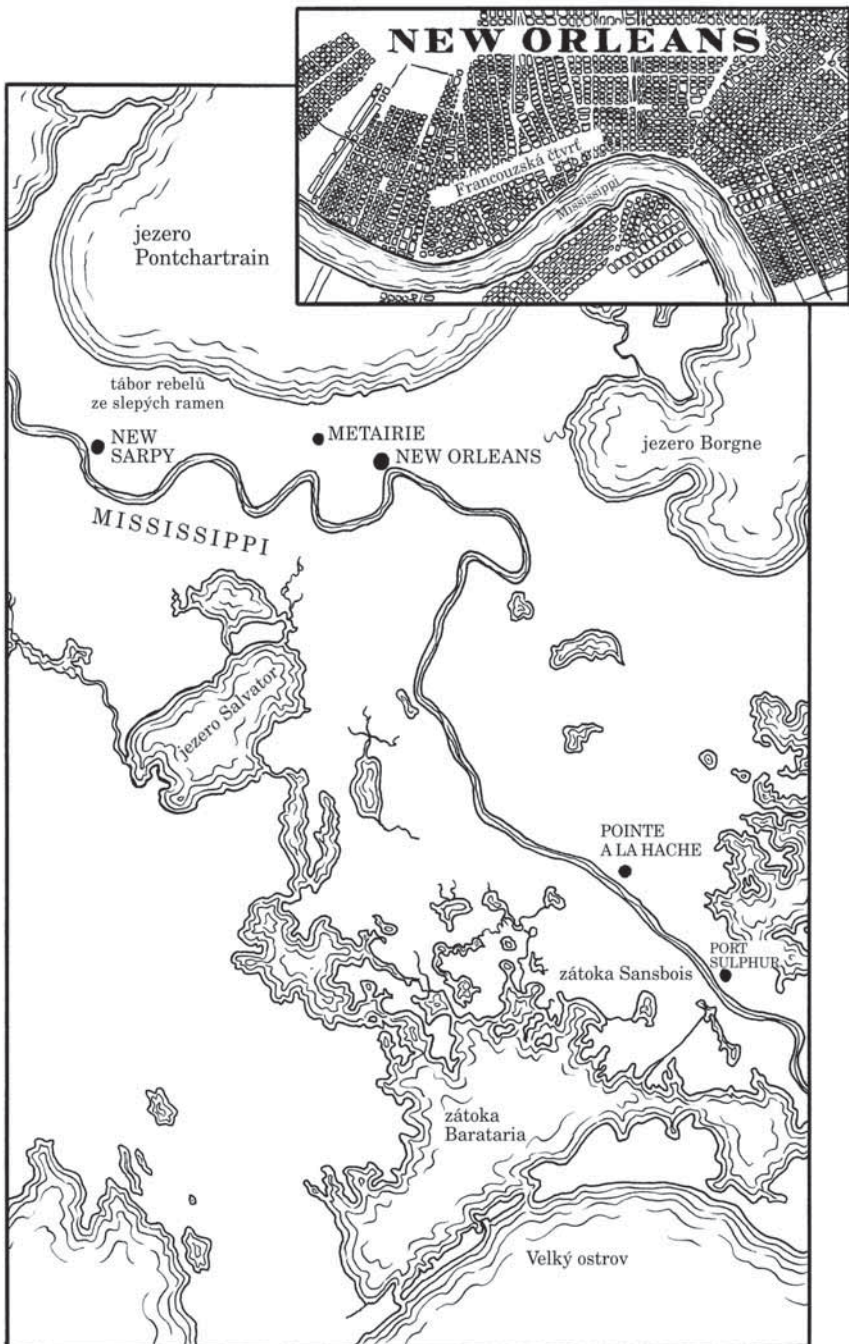 NEW ORLEANS
Francouzská čtvrť
Mississippi
jezero
Pontchartrain
tábor rebelů
ze slepých ramen
NEW
SARPY
METAIRIE
NEW ORLEANS
jezero Borgne
MISSISSIPPI
jezero Salvator
POINTE
A LA HACHE
PORT
SULPHUR
zátoka Sansbois
zátoka
Barataria
Velký ostrov